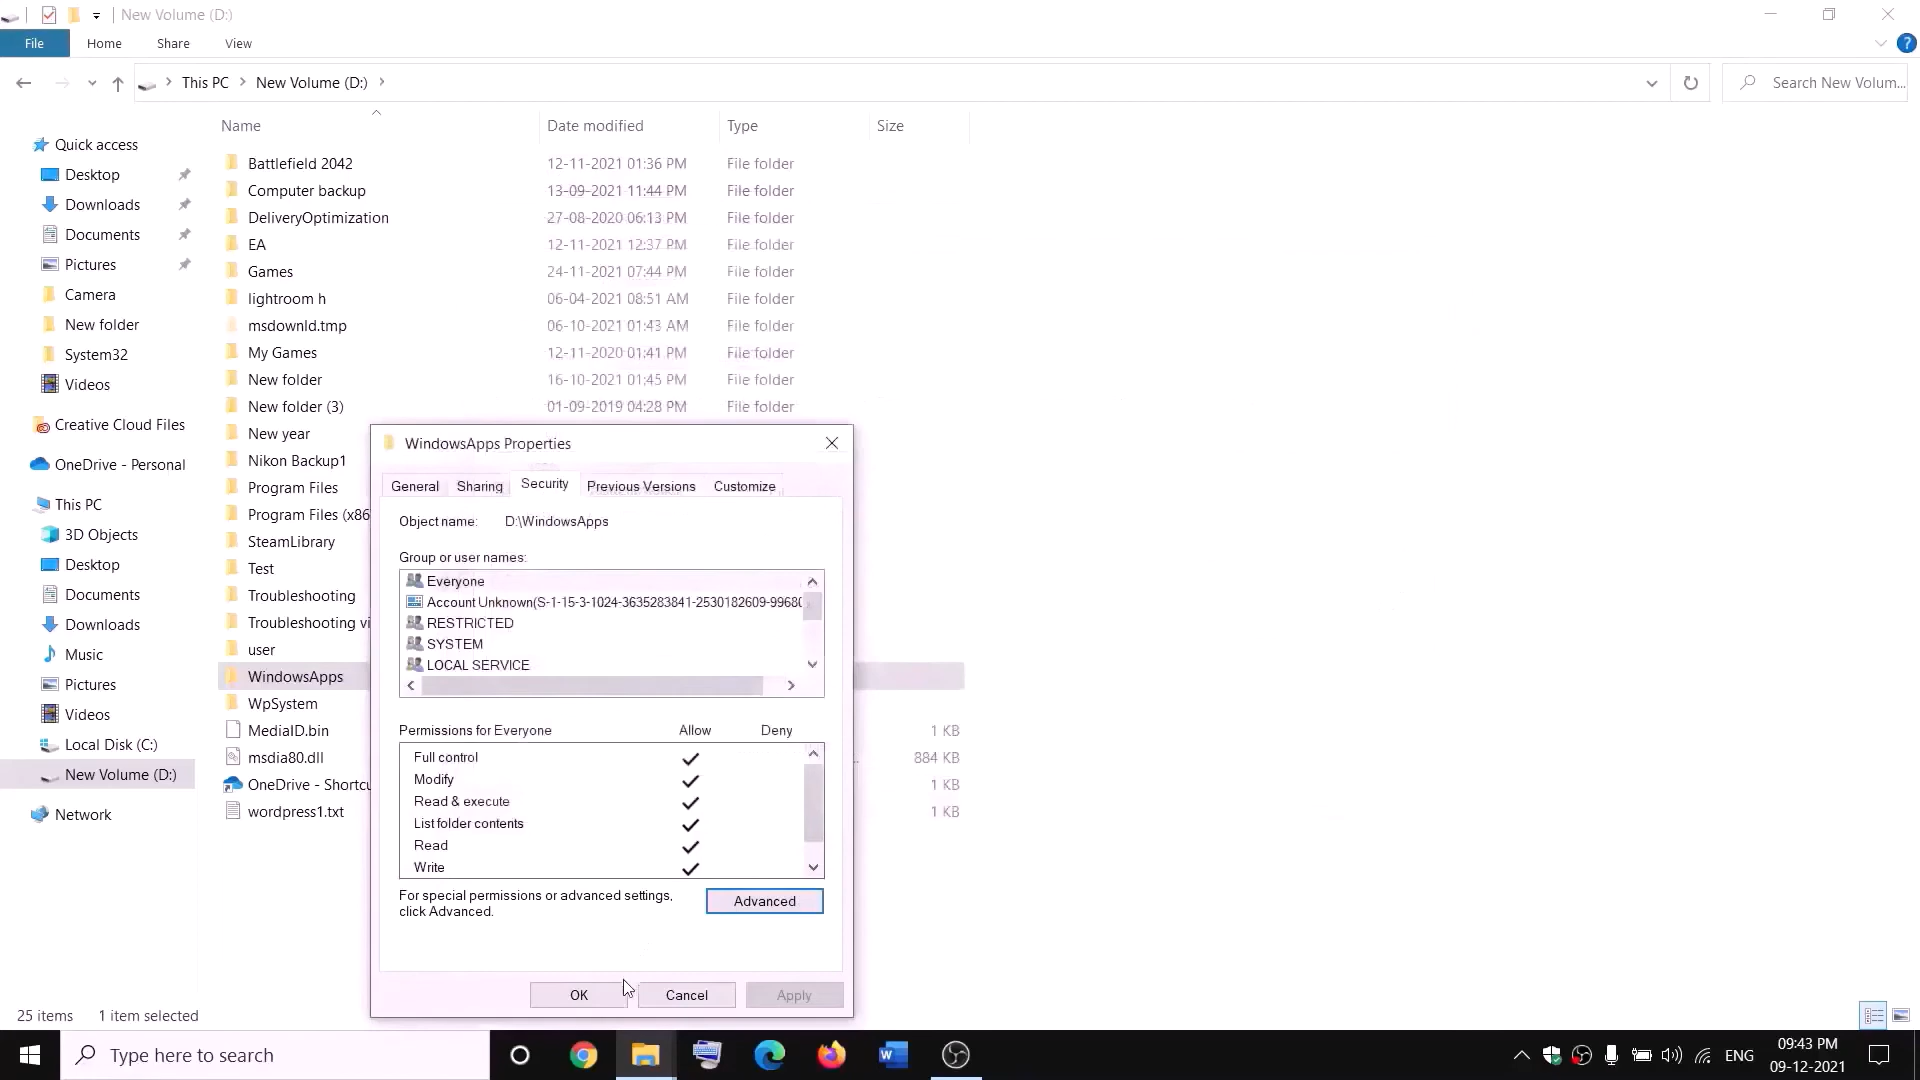 New Volume (D:)
File
Home
Share
View
This PC
New Volume (D:)
Search New Volum...
Name
Date modified
Type
Size
Quick access
Desktop
Downloads
Documents
Pictures
Camera
New folder
System32
Videos
Creative Cloud Files
OneDrive - Personal
This PC
3D Objects
Desktop
Documents
Downloads
Music
Pictures
Videos
Local Disk (C:)
New Volume (D:)
Network
Battlefield 2042 12-11-2021 01:36 PM File folder
Computer backup 13-09-2021 11:44 PM File folder
DeliveryOptimization 27-08-2020 06:13 PM File folder
EA 12-11-2021 12:37 PM File folder
Games 24-11-2021 07:44 PM File folder
lightroom h 06-04-2021 08:51 AM File folder
msdownld.tmp 06-10-2021 01:43 AM File folder
My Games 12-11-2020 01:41 PM File folder
New folder 16-10-2021 01:45 PM File folder
New folder (3) 01-09-2019 04:28 PM File folder
New year
Nikon Backup1
Program Files
Program Files (x86
SteamLibrary
Test
Troubleshooting
Troubleshooting vi
user
WindowsApps
WpSystem
MediaID.bin 1 KB
msdia80.dll 884 KB
OneDrive - Shortcu 1 KB
wordpress1.txt 1 KB
WindowsApps Properties
General
Sharing
Security
Previous Versions
Customize
Object name: D:\WindowsApps
Group or user names:
Everyone
Account Unknown(S-1-15-3-1024-3635283841-2530182609-99680
RESTRICTED
SYSTEM
LOCAL SERVICE
Permissions for Everyone Allow Deny
Full control
Modify
Read & execute
List folder contents
Read
Write
For special permissions or advanced settings,
click Advanced.
Advanced
OK
Cancel
Apply
25 items 1 item selected
Type here to search
ENG
09:43 PM
09-12-2021